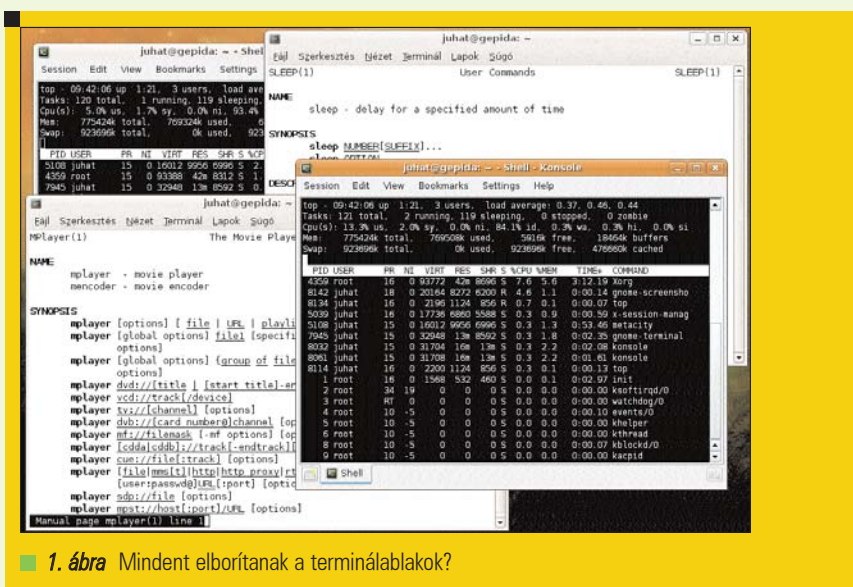 juhat@gepida: ~ - Shel
Session Edit View Bookmarks Settings
top - 09:42:06 up 1:21, 3 users, load ave
Tasks: 120 total, 1 running, 119 sleeping,
Cpu(s): 5.0% us, 1.7% sy, 0.0% ni, 93.4%
Mem: 775424k total, 769324k used, 6
Swap: 923696k total, 0k used, 923
PID USER PR NI VIRT RES SHR S %CP
5108 juhat 15 0 16012 9956 6996 S 2.
4359 root 15 0 93388 42m 8312 S 1.
7945 juhat 15 0 32948 13m 8592 S 0.
juhat@gepida: ~
Fájl Szerkesztés Nézet Terminál Lapok Súgó
SLEEP(1) User Commands SLEEP(1)
NAME
sleep - delay for a specified amount of time
SYNOPSIS
sleep NUMBER[SUFFIX]...
sleep OPTION
DESCR
juhat@gepida: ~
Fájl Szerkesztés Nézet Terminál Lapok Súgó
MPlayer(1) The Movie Playe
NAME
mplayer - movie player
mencoder - movie encoder
SYNOPSIS
mplayer [options] [ file | URL | playli
mplayer [global options] file1 [specifi
options]
mplayer [global options] {group of file
options]
mplayer dvd://[title | [start title]-en
mplayer vcd://track[/device]
mplayer tv://[channel] [options]
mplayer dvb://[card number@]channel [op
mplayer mf://filemask [-mf options] [op
mplayer [cdda|cddb]://track[-endtrack][
mplayer cue://file[:track] [options]
mplayer [file|mms[t]|http|http proxy|rt
[user:passwd@]URL[:port] [optio
mplayer sdp://file [options]
mplayer mpst://host[:port]/URL [options]
Manual page mplayer(1) line 1
juhat@gepida: ~ - Shell - Konsole
Session Edit View Bookmarks Settings Help
top - 09:42:06 up 1:21, 3 users, load average: 0.37, 0.46, 0.44
Tasks: 121 total, 2 running, 119 sleeping, 0 stopped, 0 zombie
Cpu(s): 13.3% us, 2.0% sy, 0.0% ni, 84.1% id, 0.3% wa, 0.3% hi, 0.0% si
Mem: 775424k total, 769508k used, 5916k free, 18464k buffers
Swap: 923696k total, 0k used, 923696k free, 476660k cached
PID USER PR NI VIRT RES SHR S %CPU %MEM TIME+ COMMAND
4359 root 16 0 93772 42m 8696 S 7.6 5.6 3:12.19 Xorg
8142 juhat 18 0 20164 8272 6200 R 4.6 1.1 0:00.14 gnome-screensho
8134 juhat 16 0 2196 1124 856 R 0.7 0.1 0:00.07 top
5039 juhat 16 0 17736 6860 5588 S 0.3 0.9 0:00.59 x-session-manag
5108 juhat 15 0 16012 9956 6996 S 0.3 1.3 0:53.46 metacity
7945 juhat 15 0 32948 13m 8592 S 0.3 1.8 0:02.35 gnome-terminal
8032 juhat 15 0 31704 16m 13m S 0.3 2.2 0:02.08 konsole
8061 juhat 15 0 31708 16m 13m S 0.3 2.2 0:01.61 konsole
8114 juhat 16 0 2200 1124 856 S 0.3 0.1 0:00.13 top
1 root 16 0 1568 532 460 S 0.0 0.1 0:02.97 init
2 root 34 19 0 0 0 S 0.0 0.0 0:00.00 ksoftirqd/0
3 root RT 0 0 0 0 S 0.0 0.0 0:00.00 watchdog/0
4 root 10 -5 0 0 0 S 0.0 0.0 0:00.10 events/0
5 root 10 -5 0 0 0 S 0.0 0.0 0:00.00 khelper
6 root 10 -5 0 0 0 S 0.0 0.0 0:00.00 kthread
8 root 10 -5 0 0 0 S 0.0 0.0 0:00.07 kblockd/0
9 root 10 -5 0 0 0 S 0.0 0.0 0:00.00 kacpid
Shell
1. ábra Mindent elborítanak a terminálablakok?